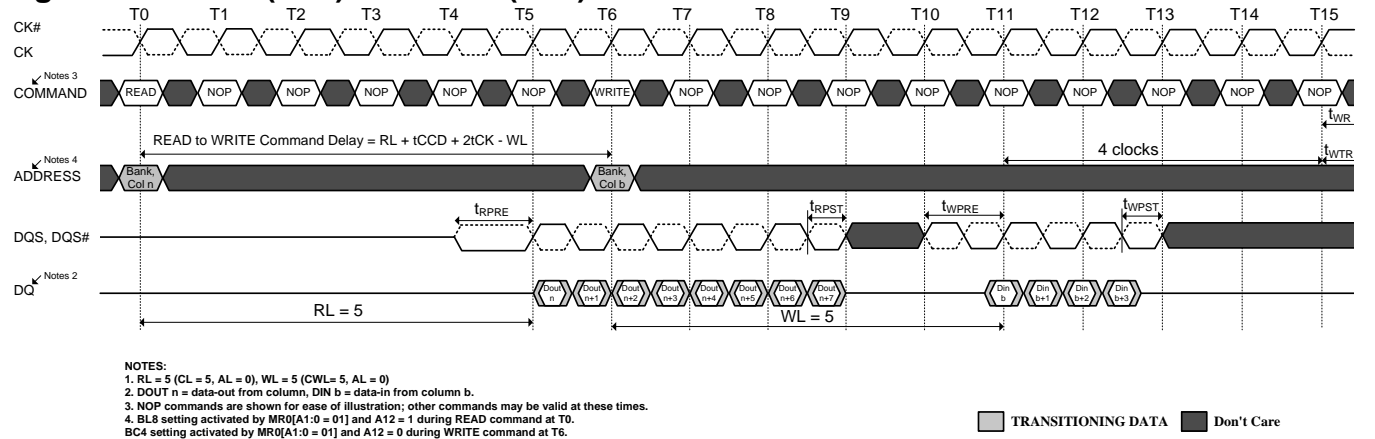 T0 T1 T2 T3 T4 T5 T6 T7 T8 T9 T10 T11 T12 T13 T14 T15
CK#
CK
Notes 3
COMMAND READ NOP NOP NOP NOP NOP WRITE NOP NOP NOP NOP NOP NOP NOP NOP NOP
tWR
READ to WRITE Command Delay = RL + tCCD + 2tCK - WL
4 clocks
tWTR
Notes 4
ADDRESS
Bank, Col n
Bank, Col b
tRPRE tRPST tWPRE tWPST
DQS, DQS#
Notes 2
DQ
Dout n
Dout n+1
Dout n+2
Dout n+3
Dout n+4
Dout n+5
Dout n+6
Dout n+7
Din b
Din b+1
Din b+2
Din b+3
RL = 5
WL = 5
NOTES:
1. RL = 5 (CL = 5, AL = 0), WL = 5 (CWL= 5, AL = 0)
2. DOUT n = data-out from column, DIN b = data-in from column b.
3. NOP commands are shown for ease of illustration; other commands may be valid at these times.
4. BL8 setting activated by MR0[A1:0 = 01] and A12 = 1 during READ command at T0.
BC4 setting activated by MR0[A1:0 = 01] and A12 = 0 during WRITE command at T6.
TRANSITIONING DATA
Don't Care